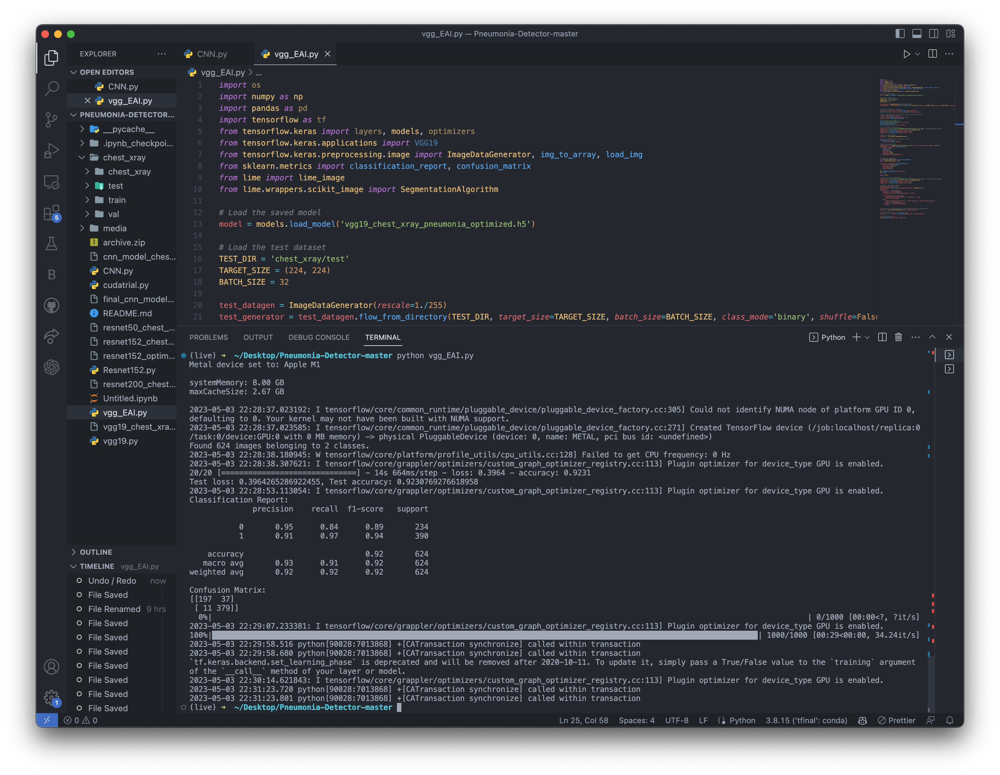 vgg_EAI.py — Pneumonia-Detector-master
EXPLORER
CNN.py
vgg_EAI.py
OPEN EDITORS
CNN.py
vgg_EAI.py
PNEUMONIA-DETECTOR...
__pycache__
.ipynb_checkpoi...
chest_xray
chest_xray
test
train
val
media
archive.zip
cnn_model_ches...
CNN.py
cudatrial.py
final_cnn_model...
README.md
resnet50_chest_...
resnet152_chest...
resnet152_optim...
Resnet152.py
resnet200_chest...
Untitled.ipynb
vgg_EAI.py
vgg19_chest_xra...
vgg19.py
OUTLINE
TIMELINE vgg_EAI.py
Undo / Redo now
File Saved
File Renamed 9 hrs
File Saved
File Saved
File Saved
File Saved
File Saved
File Saved
File Saved
5
B
1
vgg_EAI.py > ...
1 import os
2 import numpy as np
3 import pandas as pd
4 import tensorflow as tf
5 from tensorflow.keras import layers, models, optimizers
6 from tensorflow.keras.applications import VGG19
7 from tensorflow.keras.preprocessing.image import ImageDataGenerator, img_to_array, load_img
8 from sklearn.metrics import classification_report, confusion_matrix
9 from lime import lime_image
10 from lime.wrappers.scikit_image import SegmentationAlgorithm
11
12 # Load the saved model
13 model = models.load_model('vgg19_chest_xray_pneumonia_optimized.h5')
14
15 # Load the test dataset
16 TEST_DIR = 'chest_xray/test'
17 TARGET_SIZE = (224, 224)
18 BATCH_SIZE = 32
19
20 test_datagen = ImageDataGenerator(rescale=1./255)
21 test_generator = test_datagen.flow_from_directory(TEST_DIR, target_size=TARGET_SIZE, batch_size=BATCH_SIZE, class_mode='binary', shuffle=False
PROBLEMS OUTPUT DEBUG CONSOLE TERMINAL
Python
(live) ➜ ~/Desktop/Pneumonia-Detector-master python vgg_EAI.py
Metal device set to: Apple M1
systemMemory: 8.00 GB
maxCacheSize: 2.67 GB
2023-05-03 22:28:37.023192: I tensorflow/core/common_runtime/pluggable_device/pluggable_device_factory.cc:305] Could not identify NUMA node of platform GPU ID 0,
defaulting to 0. Your kernel may not have been built with NUMA support.
2023-05-03 22:28:37.023585: I tensorflow/core/common_runtime/pluggable_device/pluggable_device_factory.cc:271] Created TensorFlow device (/job:localhost/replica:0
/task:0/device:GPU:0 with 0 MB memory) -> physical PluggableDevice (device: 0, name: METAL, pci bus id: <undefined>)
Found 624 images belonging to 2 classes.
2023-05-03 22:28:38.180945: W tensorflow/core/platform/profile_utils/cpu_utils.cc:128] Failed to get CPU frequency: 0 Hz
2023-05-03 22:28:38.307621: I tensorflow/core/grappler/optimizers/custom_graph_optimizer_registry.cc:113] Plugin optimizer for device_type GPU is enabled.
20/20 [==============================] - 14s 664ms/step - loss: 0.3964 - accuracy: 0.9231
Test loss: 0.3964265286922455, Test accuracy: 0.9230769276618958
2023-05-03 22:28:53.113054: I tensorflow/core/grappler/optimizers/custom_graph_optimizer_registry.cc:113] Plugin optimizer for device_type GPU is enabled.
Classification Report:
precision recall f1-score support
0 0.95 0.84 0.89 234
1 0.91 0.97 0.94 390
accuracy 0.92 624
macro avg 0.93 0.91 0.92 624
weighted avg 0.92 0.92 0.92 624
Confusion Matrix:
[[197 37]
[ 11 379]]
0%| | 0/1000 [00:00<?, ?it/s]
2023-05-03 22:29:07.233381: I tensorflow/core/grappler/optimizers/custom_graph_optimizer_registry.cc:113] Plugin optimizer for device_type GPU is enabled.
100%| | 1000/1000 [00:29<00:00, 34.24it/s]
2023-05-03 22:29:58.516 python[90028:7013868] +[CATransaction synchronize] called within transaction
2023-05-03 22:29:58.680 python[90028:7013868] +[CATransaction synchronize] called within transaction
`tf.keras.backend.set_learning_phase` is deprecated and will be removed after 2020-10-11. To update it, simply pass a True/False value to the `training` argument
of the `__call__` method of your layer or model.
2023-05-03 22:30:14.621843: I tensorflow/core/grappler/optimizers/custom_graph_optimizer_registry.cc:113] Plugin optimizer for device_type GPU is enabled.
2023-05-03 22:31:23.720 python[90028:7013868] +[CATransaction synchronize] called within transaction
2023-05-03 22:31:23.801 python[90028:7013868] +[CATransaction synchronize] called within transaction
(live) ➜ ~/Desktop/Pneumonia-Detector-master
0 0
Ln 25, Col 58 Spaces: 4 UTF-8 LF Python 3.8.15 ('tfinal': conda) Prettier